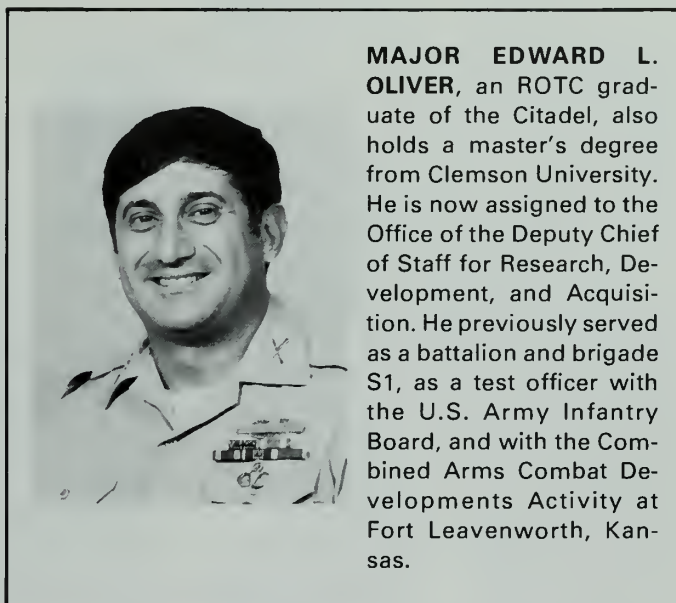 MAJOR EDWARD L.
OLIVER, an ROTC grad-
uate of the Citadel, also
holds a master's degree
from Clemson University.
He is now assigned to the
Office of the Deputy Chief
of Staff for Research, De-
velopment, and Acquisi-
tion. He previously served
as a battalion and brigade
S1, as a test officer with
the U.S. Army Infantry
Board, and with the Com-
bined Arms Combat De-
velopments Activity at
Fort Leavenworth, Kan-
sas.